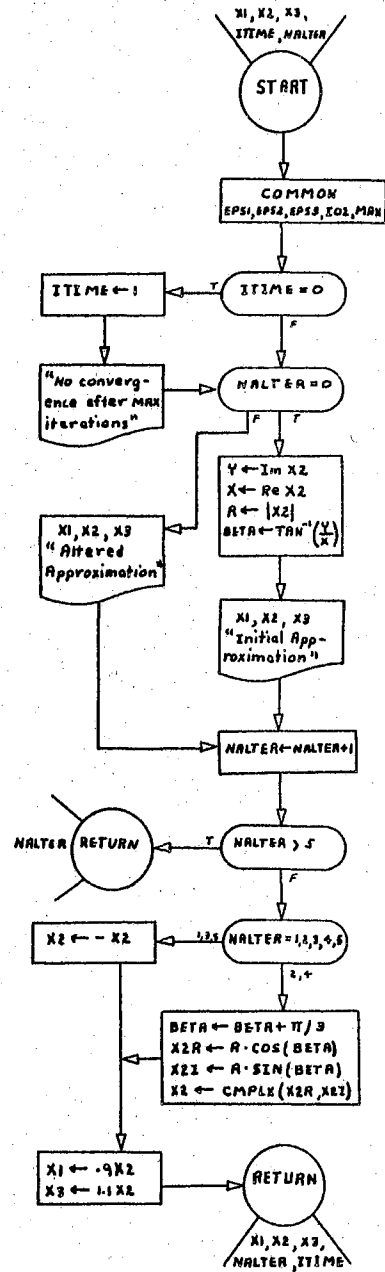 X1, X2, X3,
ITIME, NALTER
START
COMMON
EPS1, EPS2, EPS3, IO2, MAX
ITIME ← 1
T
ITIME = 0
F
"No converg-
ence after MAX
iterations"
NALTER = 0
F
T
Y ← Im X2
X ← Re X2
R ← |X2|
BETA ← TAN⁻¹(Y/X)
X1, X2, X3
"Altered
Approximation"
X1, X2, X3
"Initial App-
roximation"
NALTER ← NALTER+1
NALTER
RETURN
T
NALTER > 5
F
X2 ← - X2
1,3,5
NALTER = 1,2,3,4,5
2,4
BETA ← BETA + π/3
X2R ← R · COS(BETA)
X2I ← R · SIN(BETA)
X2 ← CMPLX(X2R, X2I)
X1 ← .9X2
X3 ← 1.1X2
RETURN
X1, X2, X3,
NALTER, ITIME